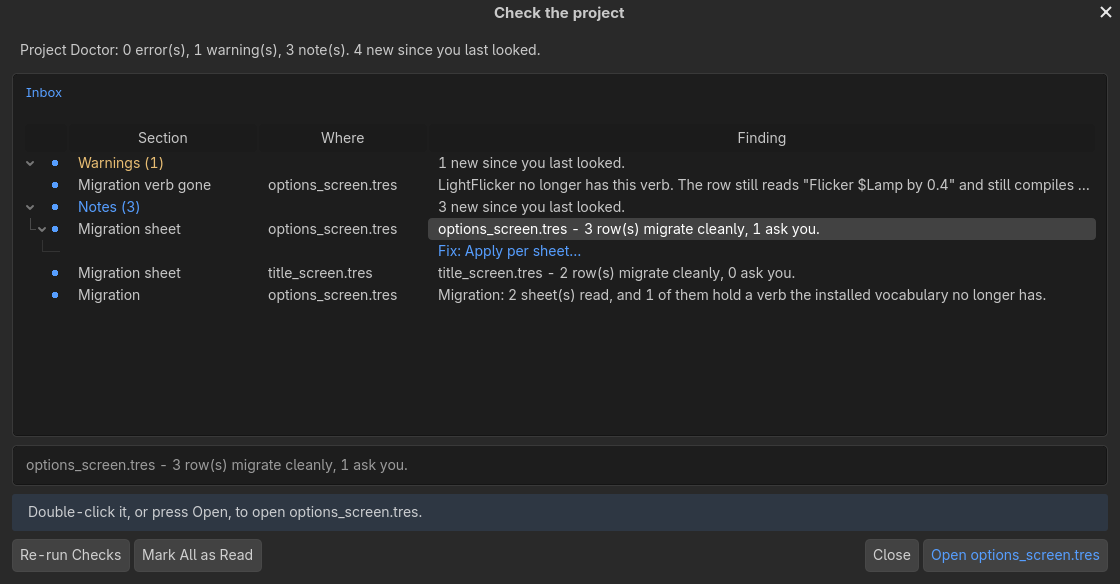 Check the project
Project Doctor: 0 error(s), 1 warning(s), 3 note(s). 4 new since you last looked.
Inbox
Section Where Finding
Warnings (1) 1 new since you last looked.
Migration verb gone options_screen.tres LightFlicker no longer has this verb. The row still reads "Flicker $Lamp by 0.4" and still compiles ...
Notes (3) 3 new since you last looked.
Migration sheet options_screen.tres options_screen.tres - 3 row(s) migrate cleanly, 1 ask you.
Fix: Apply per sheet...
Migration sheet title_screen.tres title_screen.tres - 2 row(s) migrate cleanly, 0 ask you.
Migration options_screen.tres Migration: 2 sheet(s) read, and 1 of them hold a verb the installed vocabulary no longer has.
options_screen.tres - 3 row(s) migrate cleanly, 1 ask you.
Double-click it, or press Open, to open options_screen.tres.
Re-run Checks Mark All as Read Close Open options_screen.tres